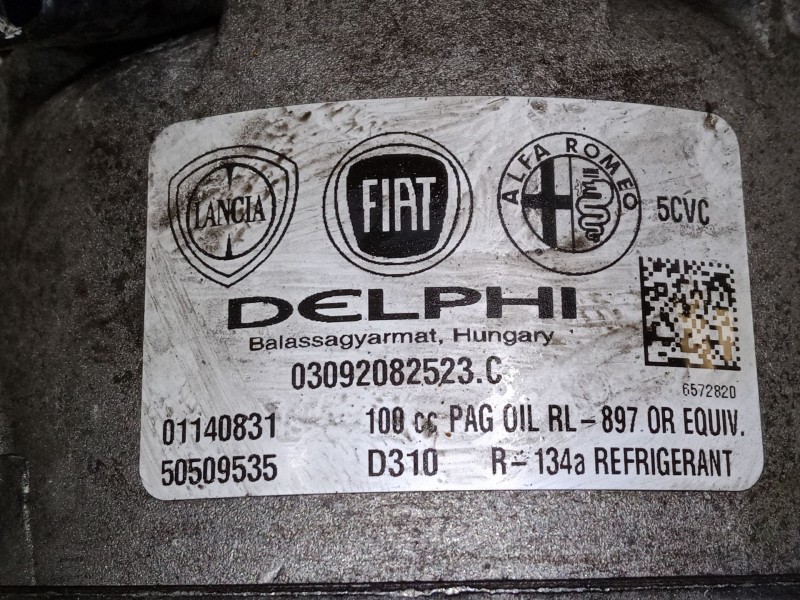 LANCIA
FIAT
ALFA ROMEO
5CVC
DELPHI
Balassagyarmat, Hungary
03092082523.C
6572820
01140831 100 cc PAG OIL RL-897 OR EQUIV.
50509535 D310 R-134a REFRIGERANT